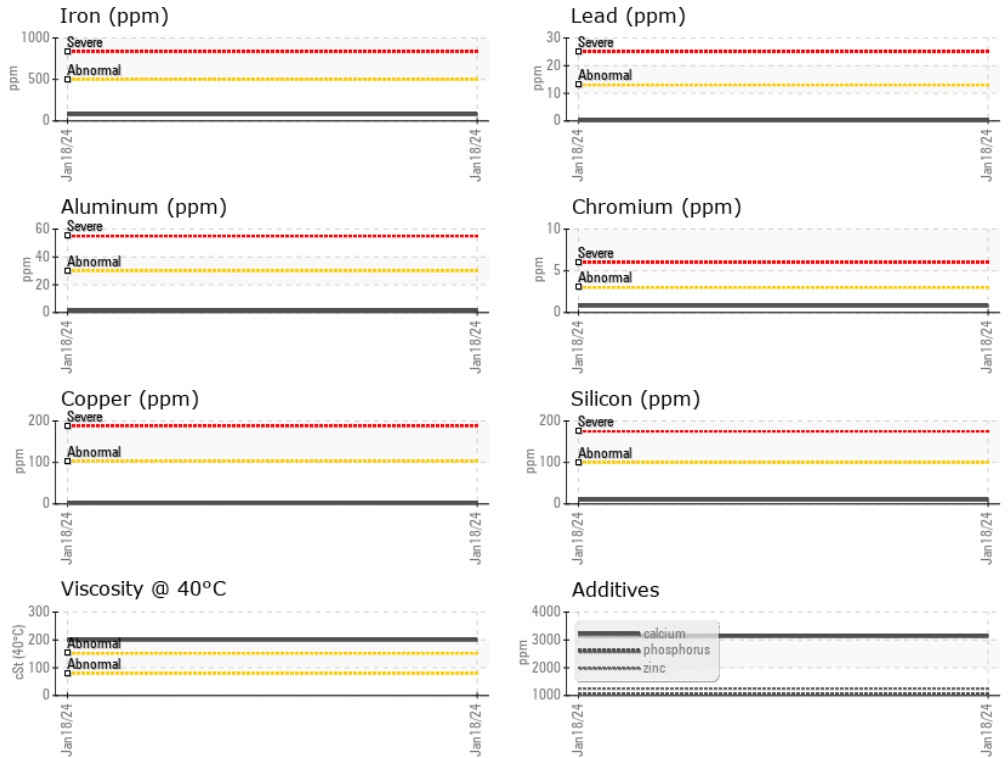 Iron (ppm)
1000
Severe
Abnormal
500
0
ppm
Jan18/24
Jan18/24
Lead (ppm)
30
Severe
20
Abnormal
10
0
ppm
Jan18/24
Jan18/24
Aluminum (ppm)
60
Severe
40
Abnormal
20
0
ppm
Jan18/24
Jan18/24
Chromium (ppm)
10
Severe
5
Abnormal
0
ppm
Jan18/24
Jan18/24
Copper (ppm)
200
Severe
Abnormal
100
0
ppm
Jan18/24
Jan18/24
Silicon (ppm)
200
Severe
Abnormal
100
0
ppm
Jan18/24
Jan18/24
Viscosity @ 40°C
300
200
Abnormal
100
Abnormal
0
cSt (40°C)
Jan18/24
Jan18/24
Additives
4000
calcium
3000
phosphorus
zinc
2000
1000
ppm
Jan18/24
Jan18/24